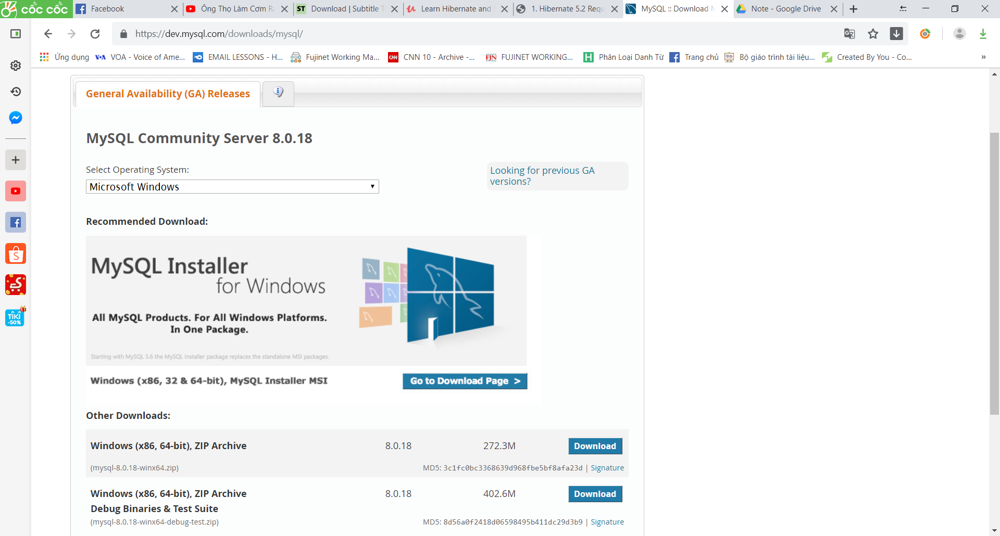 cốc cốc
Facebook
Ông Thọ Làm Cơm R
ST Download | Subtitle T
Learn Hibernate and
1. Hibernate 5.2 Requ
MySQL :: Download M
Note - Google Drive
https://dev.mysql.com/downloads/mysql/
Ứng dụng
VOA VOA - Voice of Ame...
EMAIL LESSONS - H...
Fujinet Working Ma...
CNN CNN 10 - Archive -...
FJN FUJINET WORKING...
H Phân Loại Danh Từ
Trang chủ
Bộ giáo trình tài liệu...
Created By You - Co...
»
General Availability (GA) Releases
MySQL Community Server 8.0.18
Select Operating System:
Microsoft Windows
Looking for previous GA
versions?
Recommended Download:
MySQL Installer
for Windows
All MySQL Products. For All Windows Platforms.
In One Package.
Starting with MySQL 5.6 the MySQL Installer package replaces the standalone MSI packages.
Windows (x86, 32 & 64-bit), MySQL Installer MSI
Go to Download Page >
Other Downloads:
Windows (x86, 64-bit), ZIP Archive 8.0.18 272.3M Download
(mysql-8.0.18-winx64.zip) MD5: 3c1fc0bc3368639d968fbe5bf8afa23d | Signature
Windows (x86, 64-bit), ZIP Archive 8.0.18 402.6M Download
Debug Binaries & Test Suite
(mysql-8.0.18-winx64-debug-test.zip) MD5: 8d56a0f2418d06598495b411dc29d3b9 | Signature
TIKI
-50%